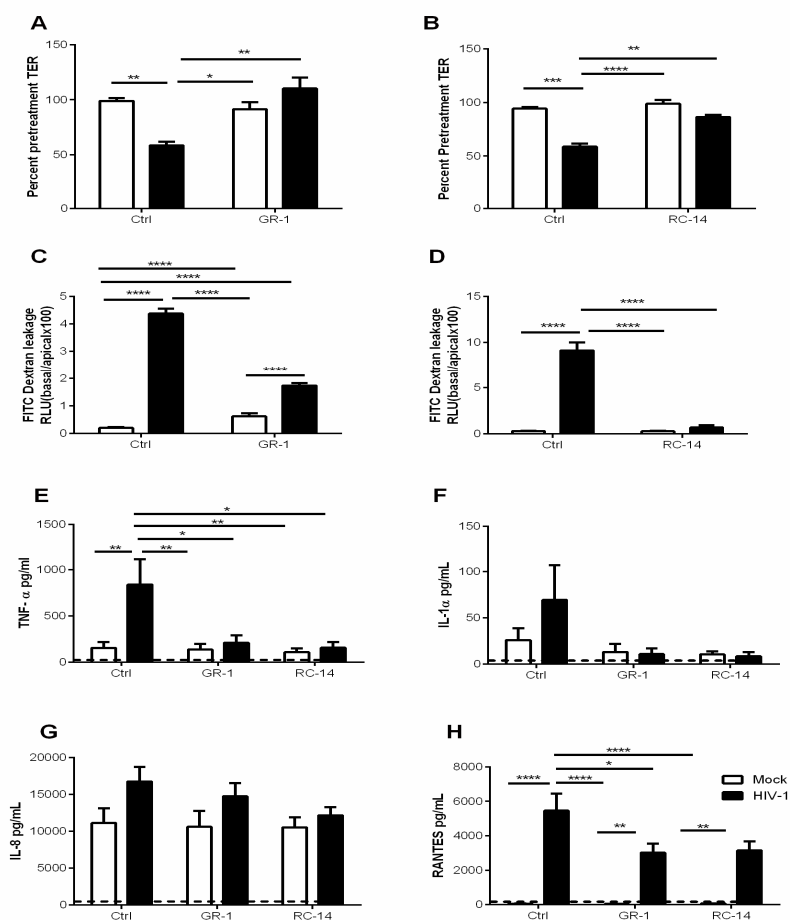 A
Percent pretreatment TER
150
100
50
0
**
*
**
Ctrl
GR-1
B
Percent Pretreatment TER
150
100
50
0
***
****
**
Ctrl
RC-14
C
FITC Dextran leakage
RLU(basal/apicalx100)
5
4
3
2
1
0
****
****
****
****
****
Ctrl
GR-1
D
FITC Dextran leakage
RLU(basal/apicalx100)
15
10
5
0
****
****
****
Ctrl
RC-14
E
TNF- α pg/ml
1500
1000
500
0
*
**
*
**
**
Ctrl
GR-1
RC-14
F
IL-1α pg/mL
150
100
50
0
Ctrl
GR-1
RC-14
G
IL-8 pg/mL
20000
15000
10000
5000
0
Ctrl
GR-1
RC-14
H
RANTES pg/mL
8000
6000
4000
2000
0
****
*
****
****
**
**
Mock
HIV-1
Ctrl
GR-1
RC-14